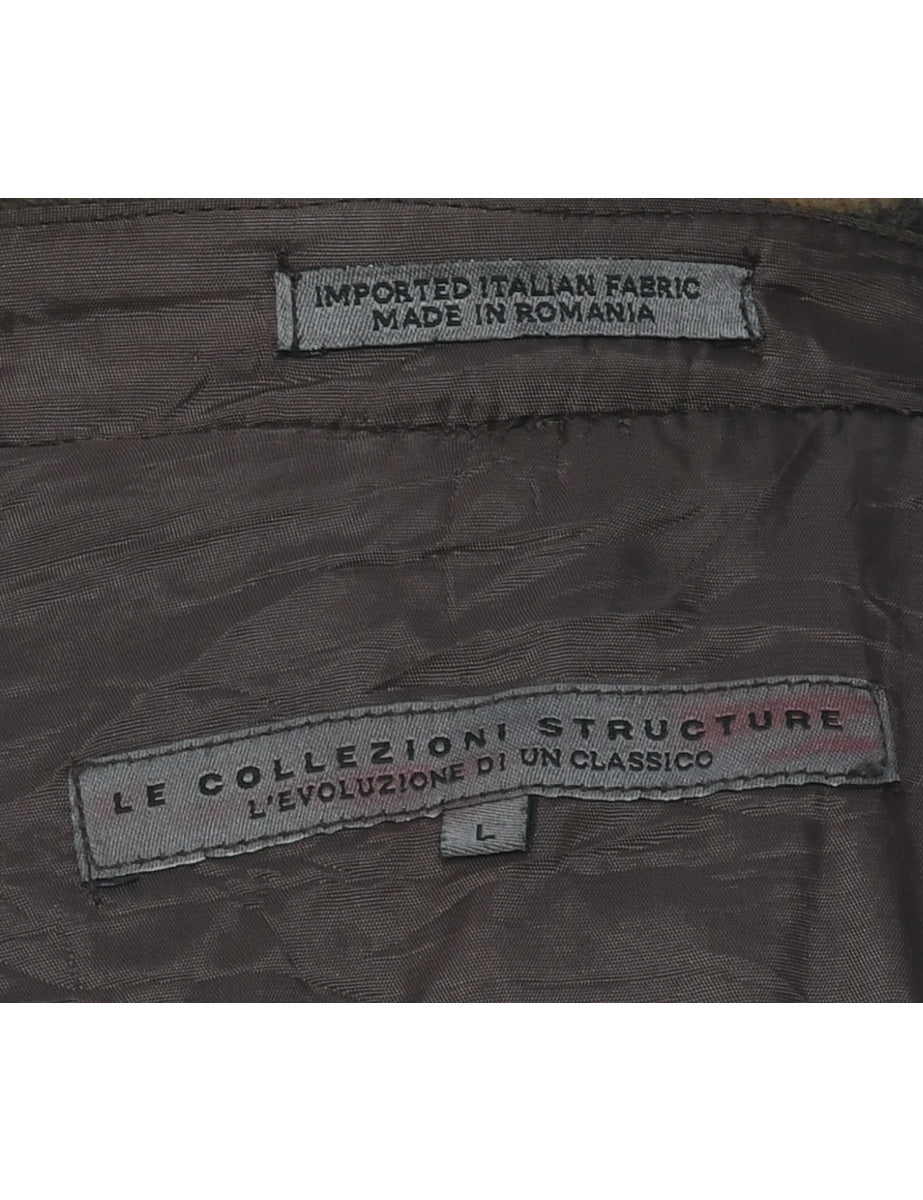 IMPORTED ITALIAN FABRIC
MADE IN ROMANIA
LE COLLEZIONI STRUCTURE
L'EVOLUZIONE DI UN CLASSICO
L